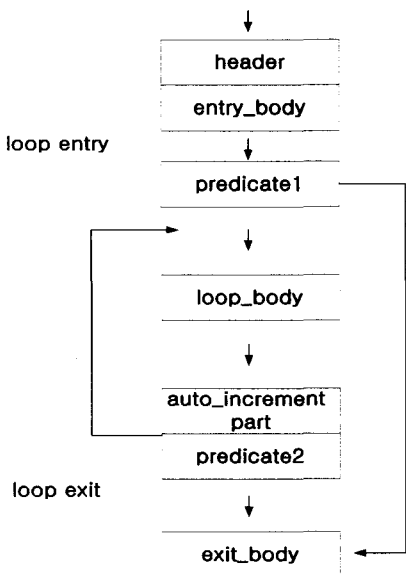 header
entry_body
loop entry
predicate1
loop_body
auto_increment
part
predicate2
loop exit
exit_body